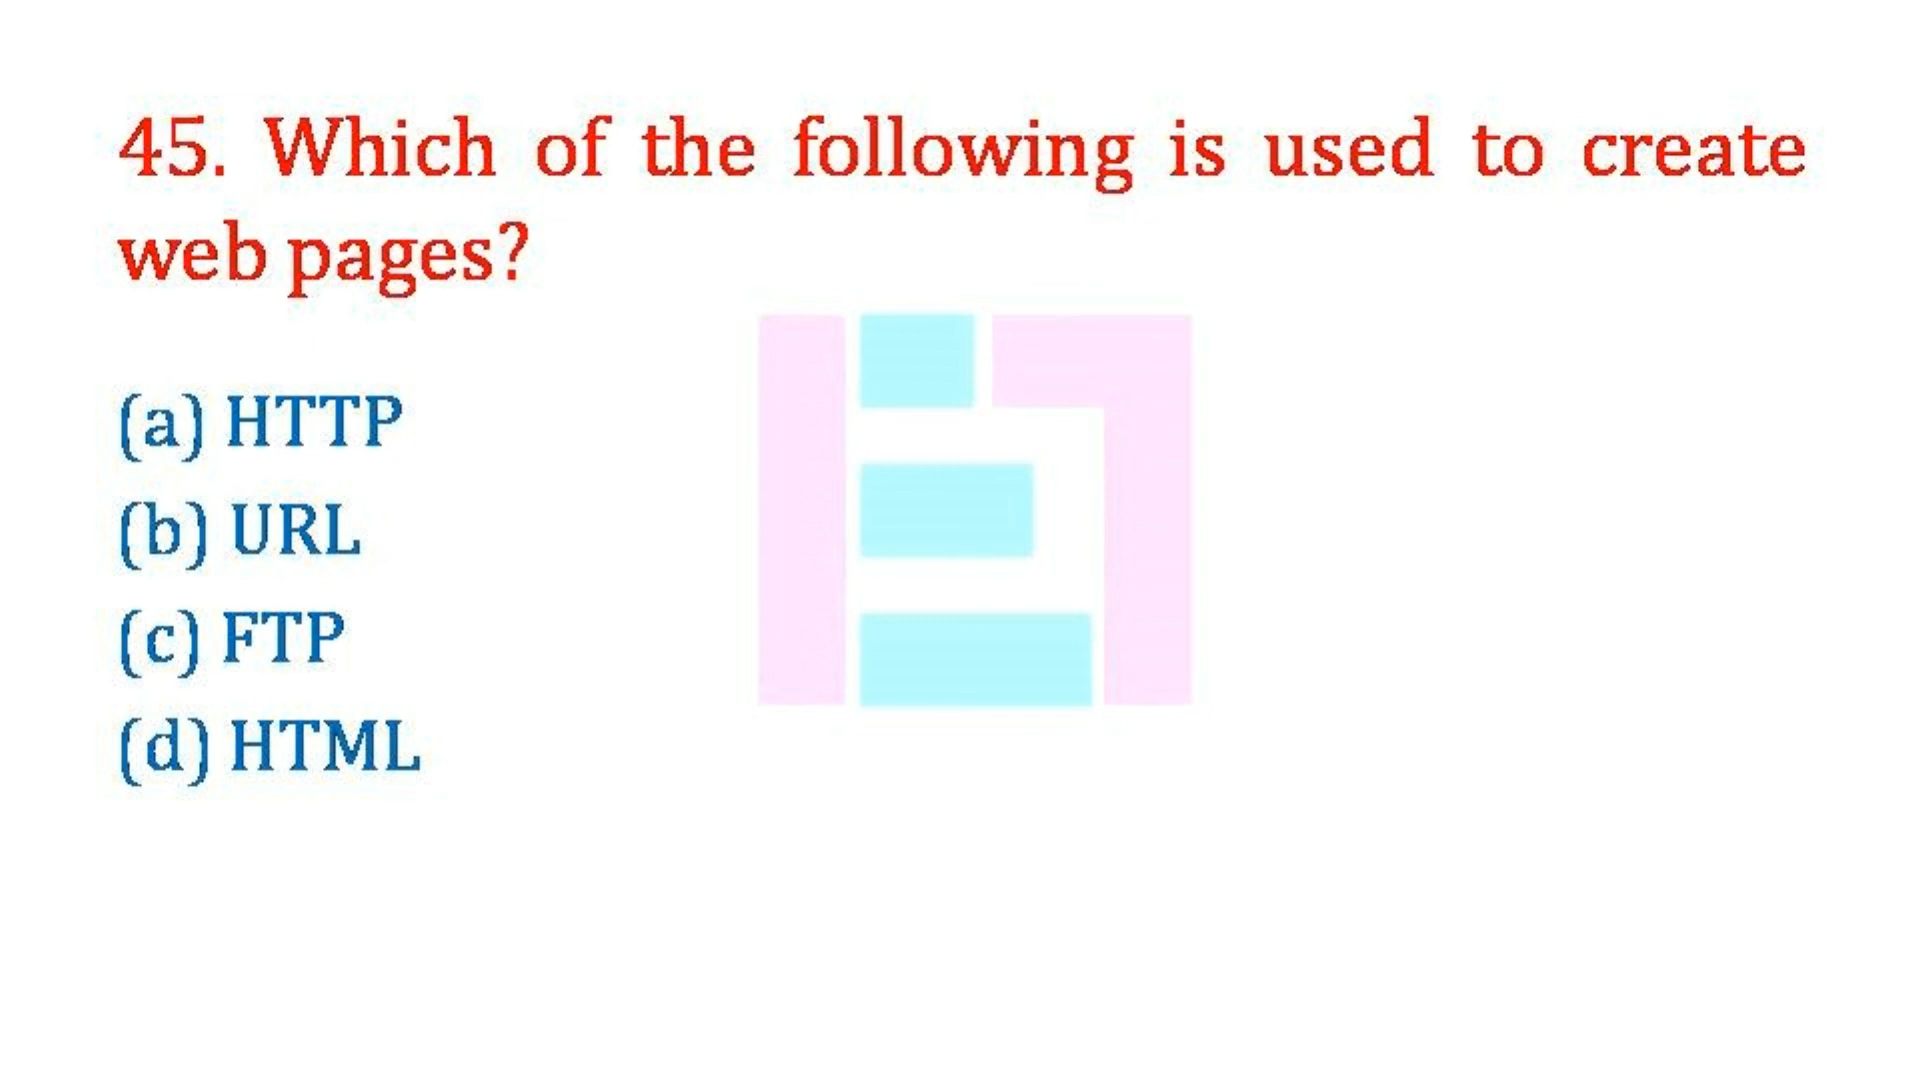 45. Which of the following is used to create
web pages?
(a) HTTP
(b) URL
(c) FTP
(d) HTML